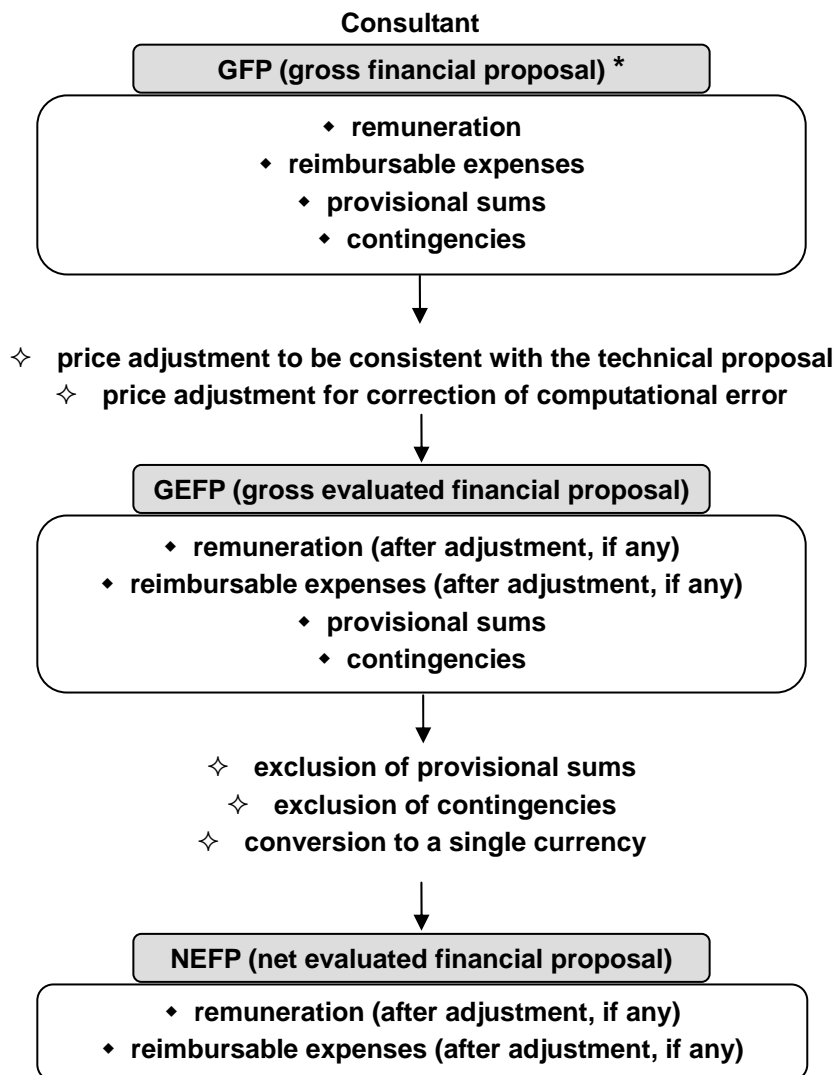 Consultant
GFP (gross financial proposal) *
◆ remuneration
◆ reimbursable expenses
◆ provisional sums
◆ contingencies
✧ price adjustment to be consistent with the technical proposal
✧ price adjustment for correction of computational error
GEFP (gross evaluated financial proposal)
◆ remuneration (after adjustment, if any)
◆ reimbursable expenses (after adjustment, if any)
◆ provisional sums
◆ contingencies
✧ exclusion of provisional sums
✧ exclusion of contingencies
✧ conversion to a single currency
NEFP (net evaluated financial proposal)
◆ remuneration (after adjustment, if any)
◆ reimbursable expenses (after adjustment, if any)